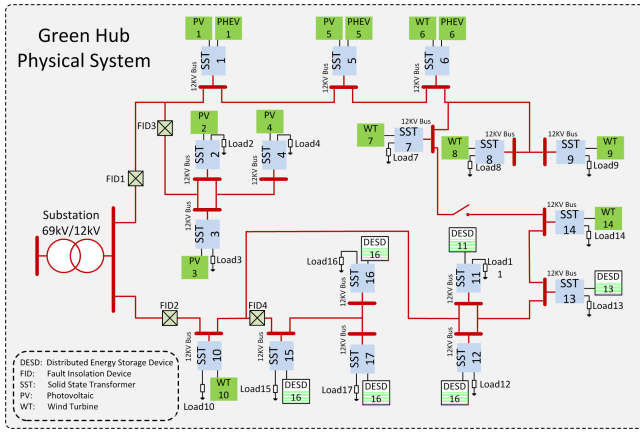 Green Hub
Physical System
PV
1
PHEV
1
SST
1
12KV Bus
PV
5
PHEV
5
SST
5
12KV Bus
WT
6
PHEV
6
SST
6
12KV Bus
FID3
PV
2
Load2
SST
2
12KV Bus
PV
4
Load4
SST
4
12KV Bus
12KV Bus
SST
3
Load3
PV
3
12KV Bus
WT
7
SST
7
Load7
12KV Bus
WT
8
SST
8
Load8
12KV Bus
SST
9
WT
9
Load9
FID1
Substation
69kV/12kV
12KV Bus
SST
14
WT
14
Load14
12KV Bus
SST
13
DESD
13
Load13
FID2
12KV Bus
SST
10
Load10
WT
10
FID4
12KV Bus
SST
15
Load15
DESD
16
Load16
DESD
16
SST
16
12KV Bus
12KV Bus
SST
17
Load17
DESD
16
DESD
11
Load1
1
SST
11
12KV Bus
12KV Bus
SST
12
Load12
DESD
16
DESD: Distributed Energy Storage Device
FID: Fault Insolation Device
SST: Solid State Transformer
PV: Photovoltaic
WT: Wind Turbine